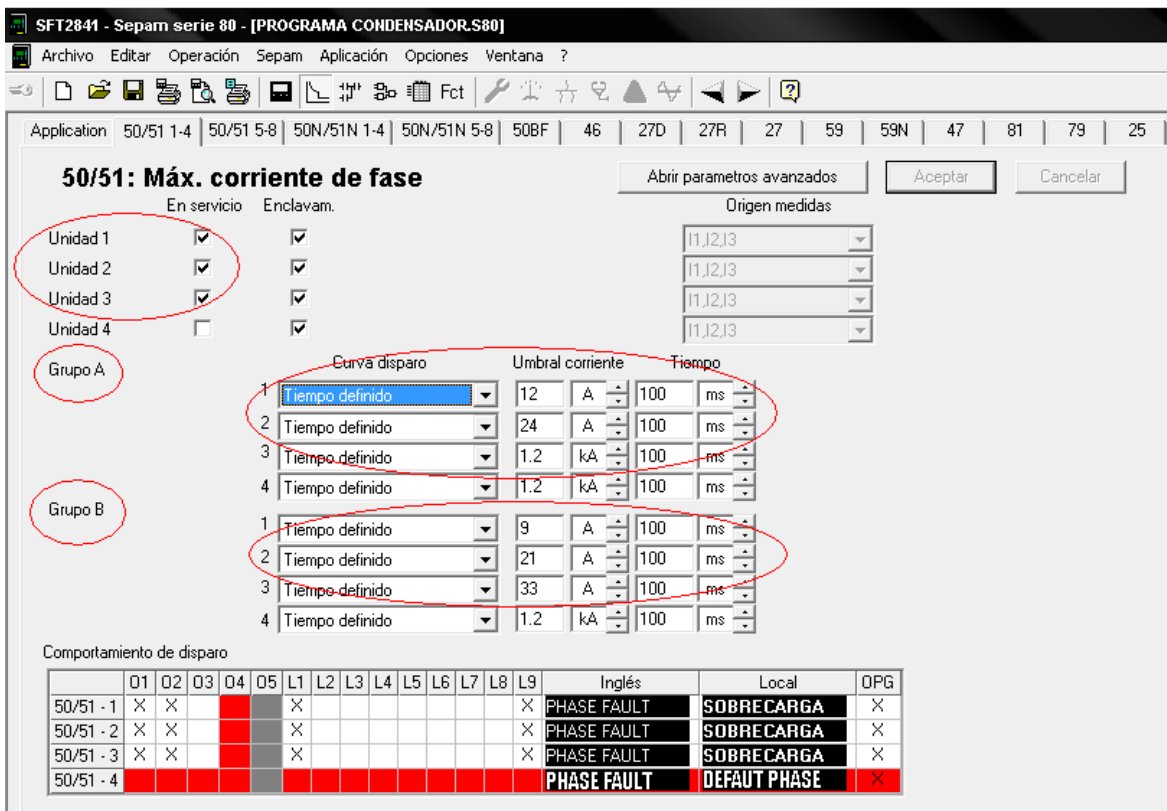 SFT2841 - Sepam serie 80 - [PROGRAMA CONDENSADOR.S80]
Archivo Editar Operación Sepam Aplicación Opciones Ventana ?
Fct
Application 50/51 1-4 50/51 5-8 50N/51N 1-4 50N/51N 5-8 50BF 46 27D 27R 27 59 59N 47 81 79 25
50/51: Máx. corriente de fase Abrir parametros avanzados Aceptar Cancelar
En servicio Enclavam. Origen medidas
Unidad 1 I1,I2,I3
Unidad 2 I1,I2,I3
Unidad 3 I1,I2,I3
Unidad 4 I1,I2,I3
Grupo A Curva disparo Umbral corriente Tiempo
1 Tiempo definido 12 A 100 ms
2 Tiempo definido 24 A 100 ms
3 Tiempo definido 1.2 kA 100 ms
4 Tiempo definido 1.2 kA 100 ms
Grupo B
1 Tiempo definido 9 A 100 ms
2 Tiempo definido 21 A 100 ms
3 Tiempo definido 33 A 100 ms
4 Tiempo definido 1.2 kA 100 ms
Comportamiento de disparo
O1 O2 O3 O4 O5 L1 L2 L3 L4 L5 L6 L7 L8 L9 Inglés Local OPG
50/51 - 1 X X X X PHASE FAULT SOBRECARGA X
50/51 - 2 X X X X PHASE FAULT SOBRECARGA X
50/51 - 3 X X X X PHASE FAULT SOBRECARGA X
50/51 - 4 PHASE FAULT DEFAUT PHASE X